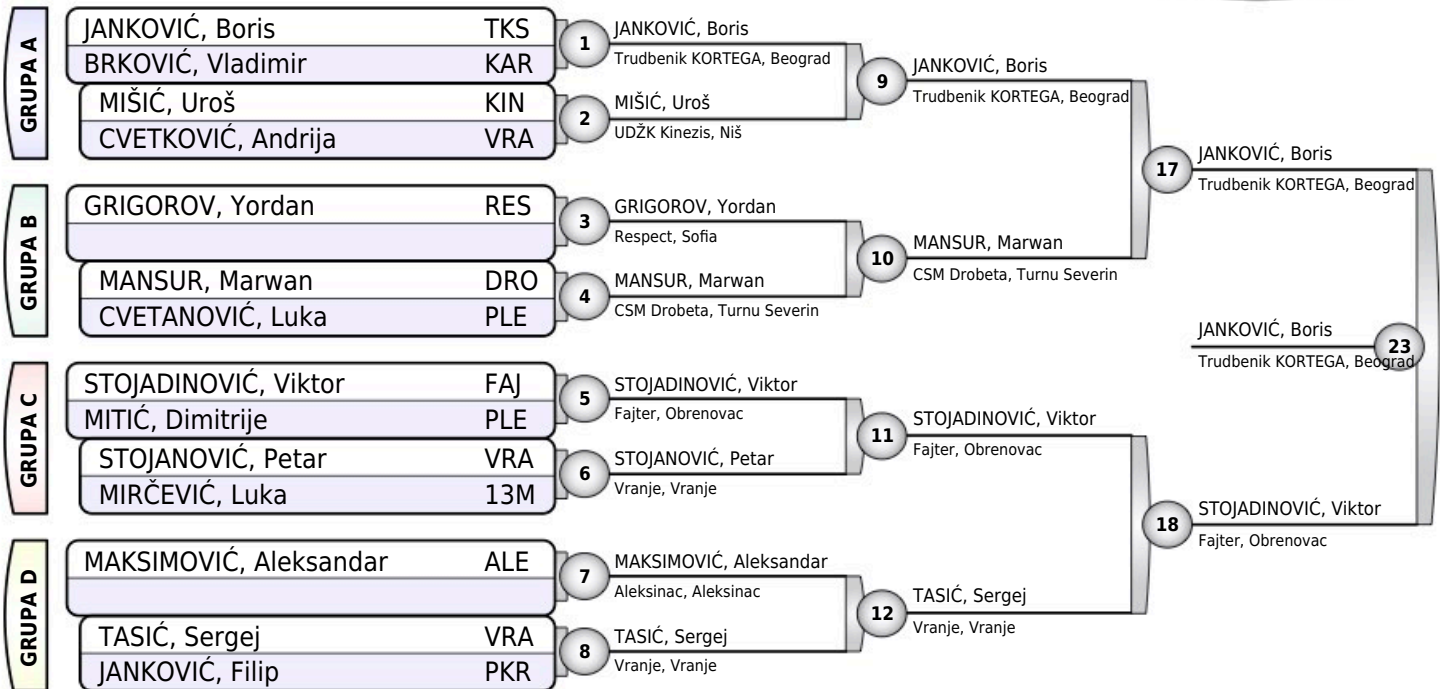 GRUPA A
JANKOVIĆ, Boris TKS
BRKOVIĆ, Vladimir KAR
MIŠIĆ, Uroš KIN
CVETKOVIĆ, Andrija VRA
GRUPA B
GRIGOROV, Yordan RES
MANSUR, Marwan DRO
CVETANOVIĆ, Luka PLE
GRUPA C
STOJADINOVIĆ, Viktor FAJ
MITIĆ, Dimitrije PLE
STOJANOVIĆ, Petar VRA
MIRČEVIĆ, Luka 13M
GRUPA D
MAKSIMOVIĆ, Aleksandar ALE
TASIĆ, Sergej VRA
JANKOVIĆ, Filip PKR
1
JANKOVIĆ, Boris
Trudbenik KORTEGA, Beograd
2
MIŠIĆ, Uroš
UDŽK Kinezis, Niš
3
GRIGOROV, Yordan
Respect, Sofia
4
MANSUR, Marwan
CSM Drobeta, Turnu Severin
5
STOJADINOVIĆ, Viktor
Fajter, Obrenovac
6
STOJANOVIĆ, Petar
Vranje, Vranje
7
MAKSIMOVIĆ, Aleksandar
Aleksinac, Aleksinac
8
TASIĆ, Sergej
Vranje, Vranje
9
JANKOVIĆ, Boris
Trudbenik KORTEGA, Beograd
10
MANSUR, Marwan
CSM Drobeta, Turnu Severin
11
STOJADINOVIĆ, Viktor
Fajter, Obrenovac
12
TASIĆ, Sergej
Vranje, Vranje
17
JANKOVIĆ, Boris
Trudbenik KORTEGA, Beograd
18
STOJADINOVIĆ, Viktor
Fajter, Obrenovac
JANKOVIĆ, Boris
23
Trudbenik KORTEGA, Beograd